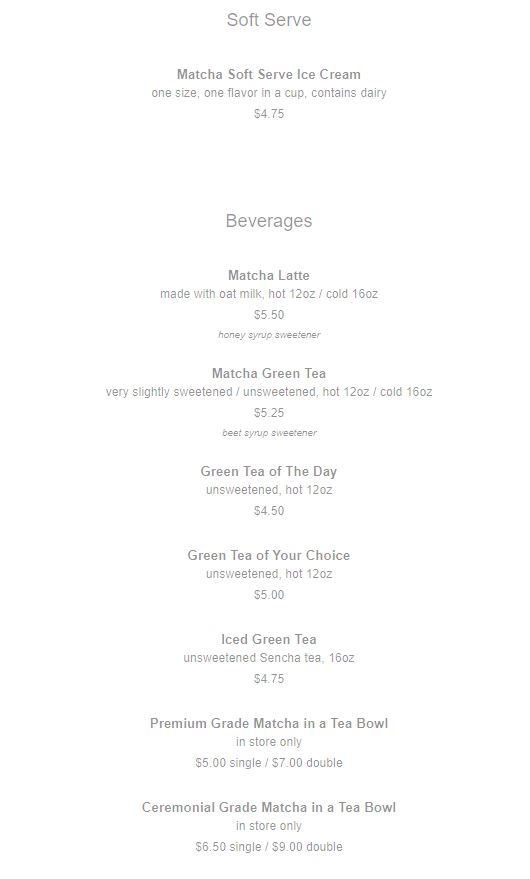 Soft Serve
Matcha Soft Serve Ice Cream
one size, one flavor in a cup, contains dairy
$4.75
Beverages
Matcha Latte
made with oat milk, hot 12oz / cold 16oz
$5.50
honey syrup sweetener
Matcha Green Tea
very slightly sweetened / unsweetened, hot 12oz / cold 16oz
$5.25
beet syrup sweetener
Green Tea of The Day
unsweetened, hot 12oz
$4.50
Green Tea of Your Choice
unsweetened, hot 12oz
$5.00
Iced Green Tea
unsweetened Sencha tea, 16oz
$4.75
Premium Grade Matcha in a Tea Bowl
in store only
$5.00 single / $7.00 double
Ceremonial Grade Matcha in a Tea Bowl
in store only
$6.50 single / $9.00 double